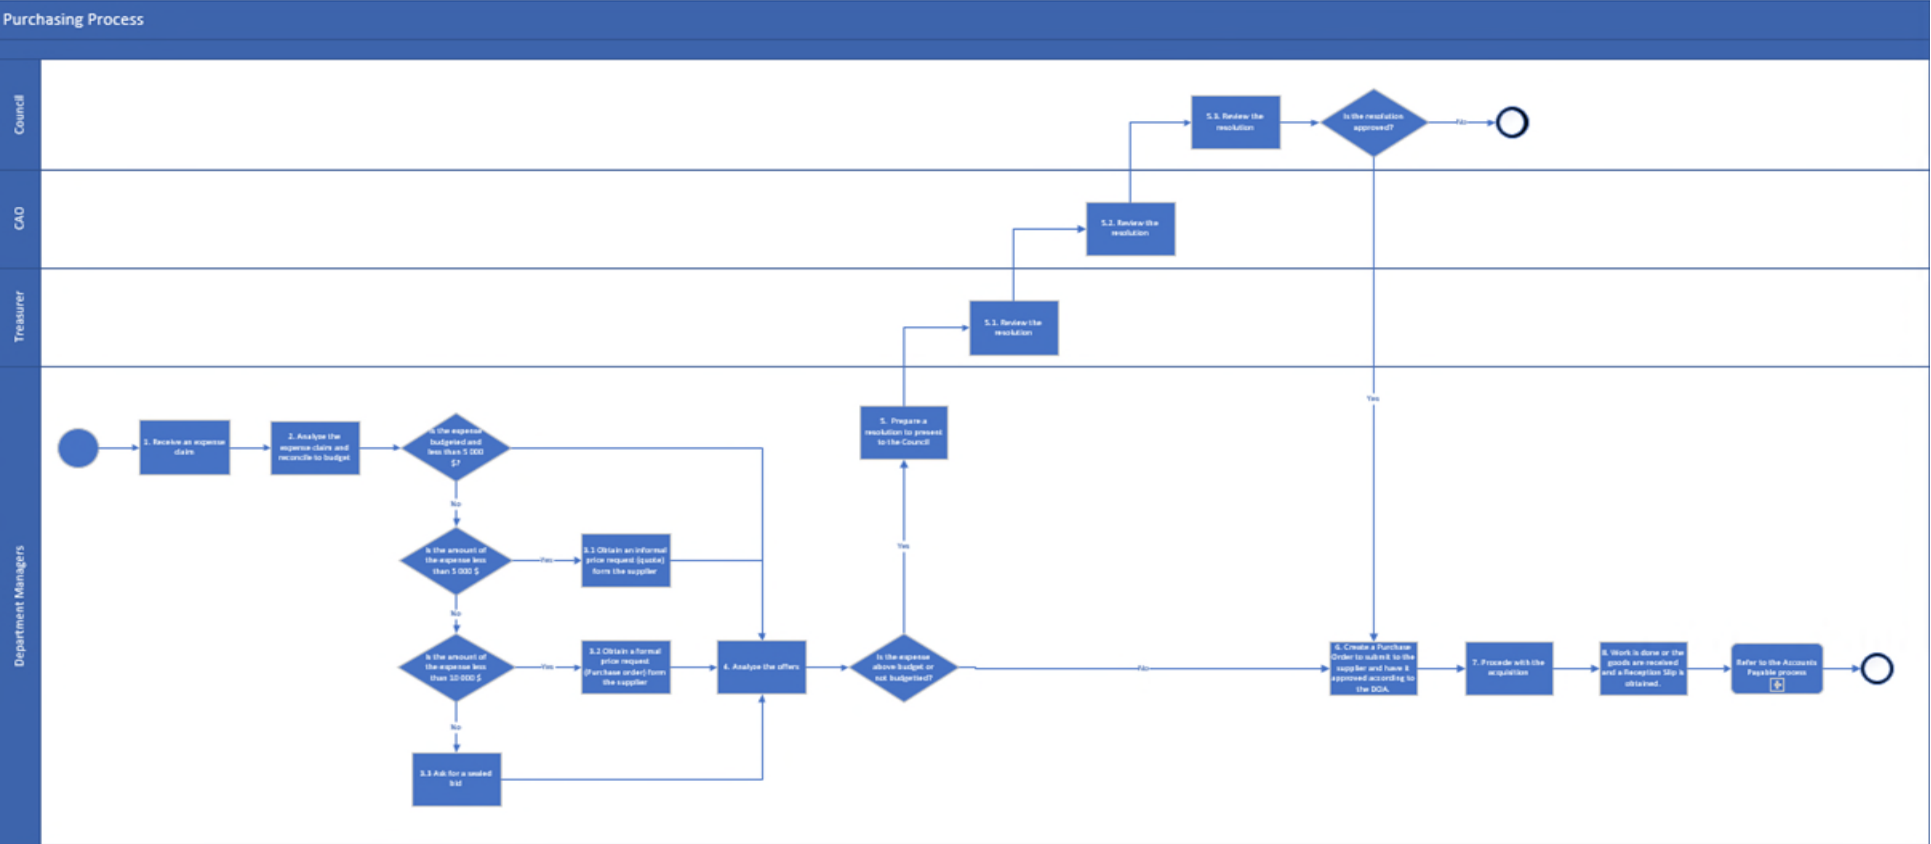 Purchasing Process
Council
5.3. Review the
resolution
Is the resolution
approved?
No
CAO
5.2. Review the
resolution
Treasurer
5.1. Review the
resolution
Department Managers
1. Receive an expense
claim
2. Analyze the
expense claim and
reconcile to budget
Is the expense
budgeted and
less than 5 000
$?
No
Is the amount of
the expense less
than 5 000 $
Yes
3.1 Obtain an informal
price request (quote)
form the supplier
No
Is the amount of
the expense less
than 10 000 $
Yes
3.2 Obtain a formal
price request
(Purchase order) form
the supplier
No
3.3 Ask for a sealed
bid
4. Analyze the offers
Is the expense
above budget or
not budgetted?
Yes
5. Prepare a
resolution to present
to the Council
No
Yes
6. Create a Purchase
Order to submit to the
supplier and have it
approved according to
the DOA.
7. Procede with the
acquisition
8. Work is done or the
goods are received
and a Reception Slip is
obtained.
Refer to the Accounts
Payable process